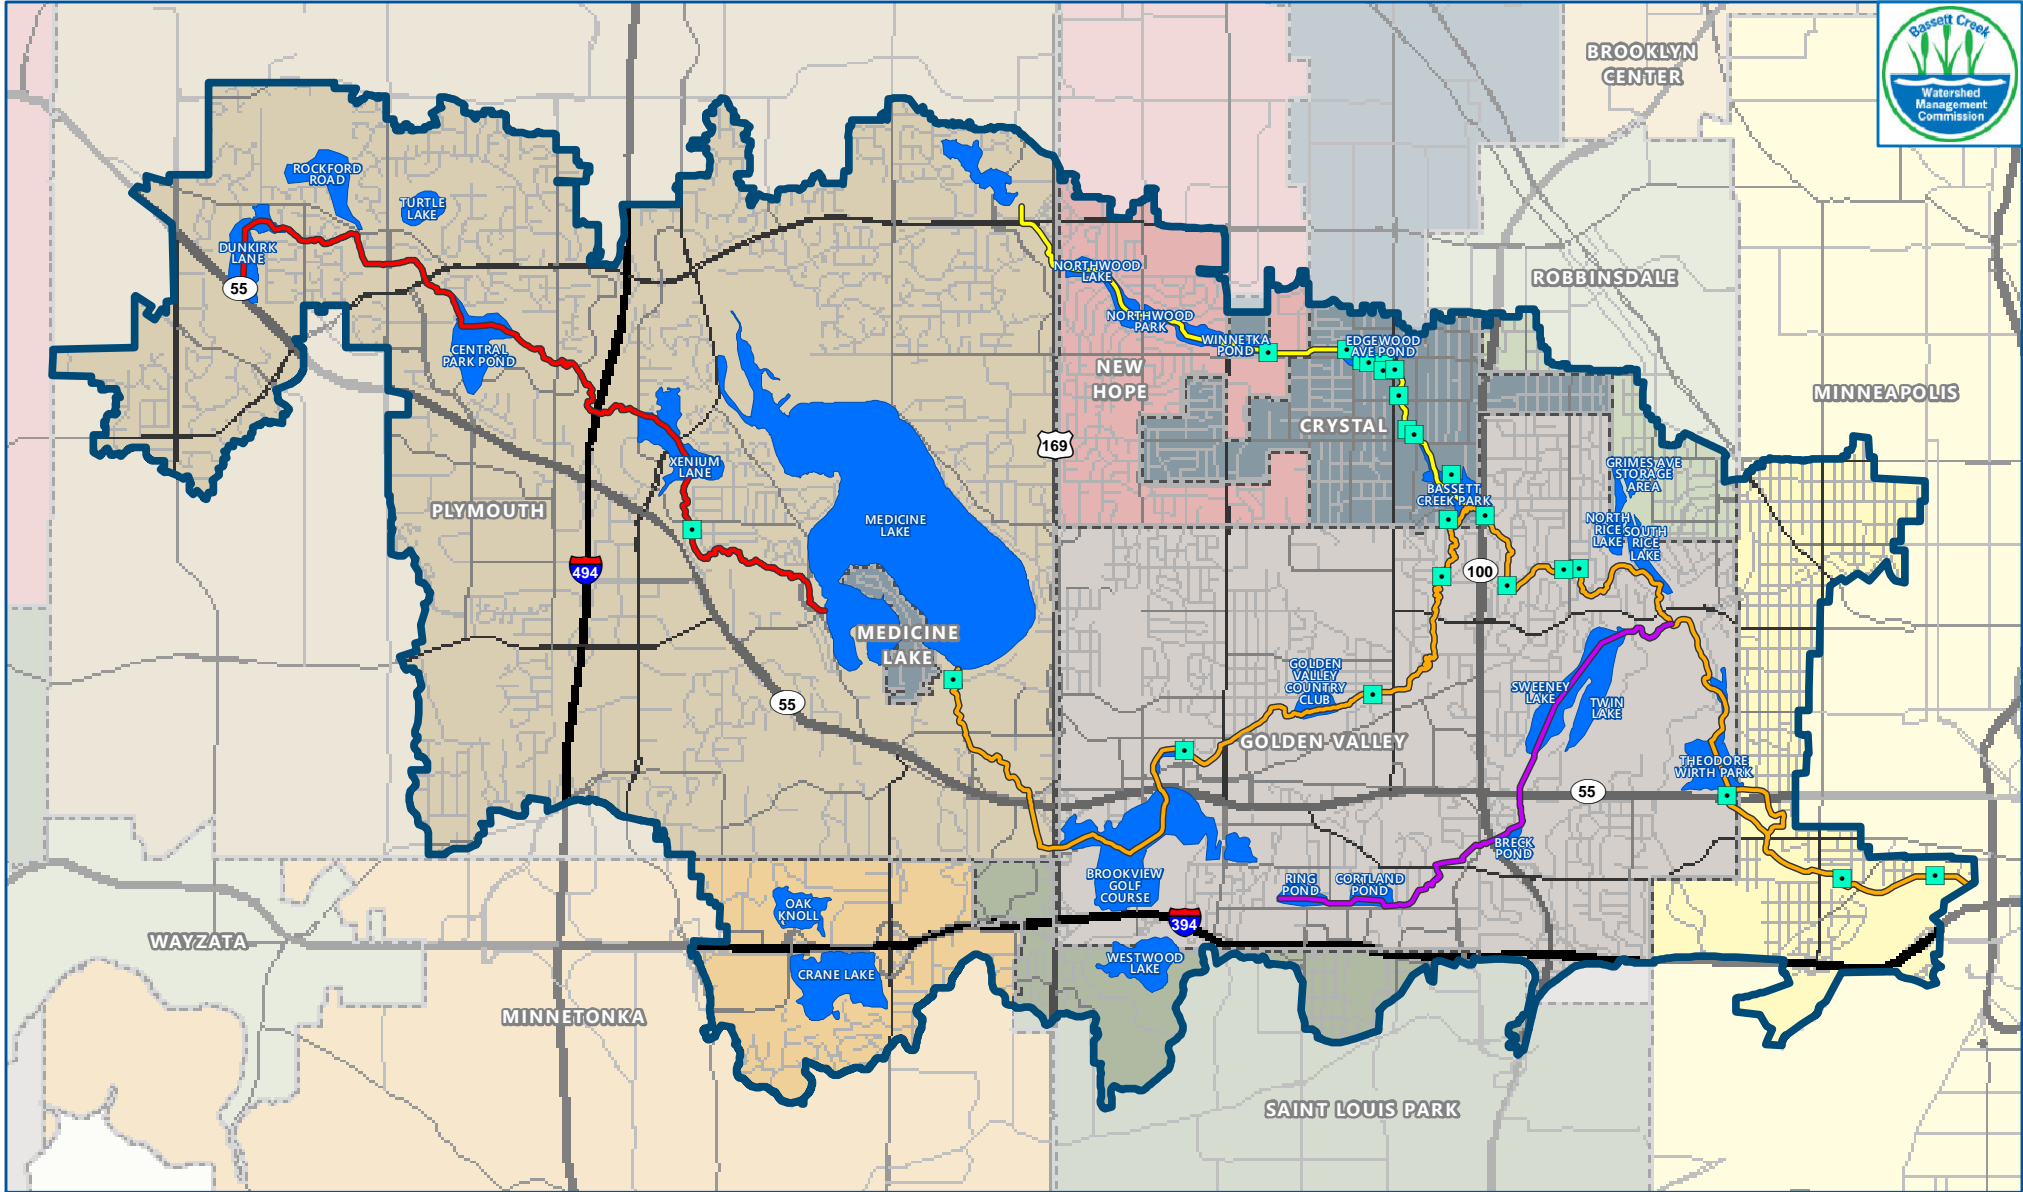 Bassett Creek
Watershed
Management
Commission
BROOKLYN
CENTER
ROCKFORD
ROAD
TURTLE
LAKE
DUNKIRK
LANE
55
NORTHWOOD
LAKE
ROBBINSDALE
NORTHWOOD
PARK
WINNETKA
POND
EDGEWOOD
AVE POND
CENTRAL
PARK POND
NEW
HOPE
MINNEAPOLIS
CRYSTAL
169
XENIUM
LANE
GRIMES AVE
STORAGE
AREA
BASSETT
CREEK PARK
PLYMOUTH
MEDICINE
LAKE
NORTH
RICE
LAKE
SOUTH
RICE
LAKE
494
100
MEDICINE
LAKE
GOLDEN
VALLEY
COUNTRY
CLUB
SWEENEY
LAKE
TWIN
LAKE
55
GOLDEN VALLEY
THEODORE
WIRTH PARK
55
BRECK
POND
BROOKVIEW
GOLF
COURSE
RING
POND
CORTLAND
POND
OAK
KNOLL
394
WAYZATA
WESTWOOD
LAKE
CRANE LAKE
MINNETONKA
SAINT LOUIS PARK